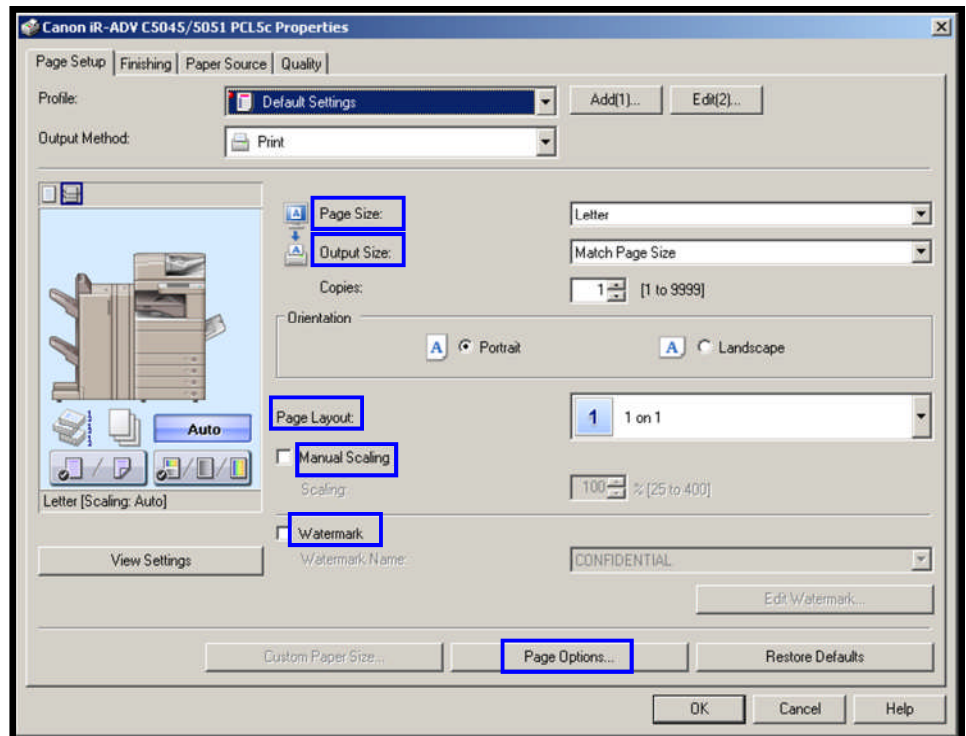 Canon iR-ADV C5045/5051 PCL5c Properties
Page Setup Finishing Paper Source Quality
Profile: Default Settings Add(1)... Edit(2)...
Output Method: Print
Page Size: Letter
Output Size: Match Page Size
Copies: 1 [1 to 9999]
Orientation
A Portrait A Landscape
Page Layout: 1 1 on 1
Auto
Manual Scaling
Scaling: 100 % [25 to 400]
Letter [Scaling: Auto]
Watermark
View Settings
Watermark Name: CONFIDENTIAL
Edit Watermark...
Custom Paper Size... Page Options... Restore Defaults
OK Cancel Help